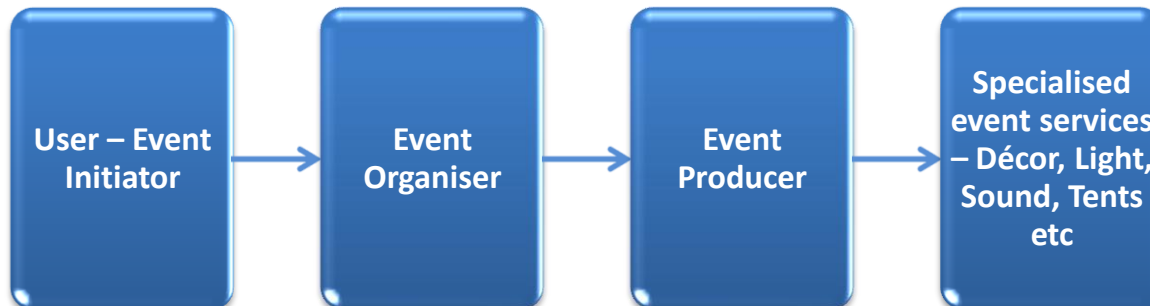 User – Event
Initiator
Event
Organiser
Event
Producer
Specialised
event services
– Décor, Light,
Sound, Tents
etc